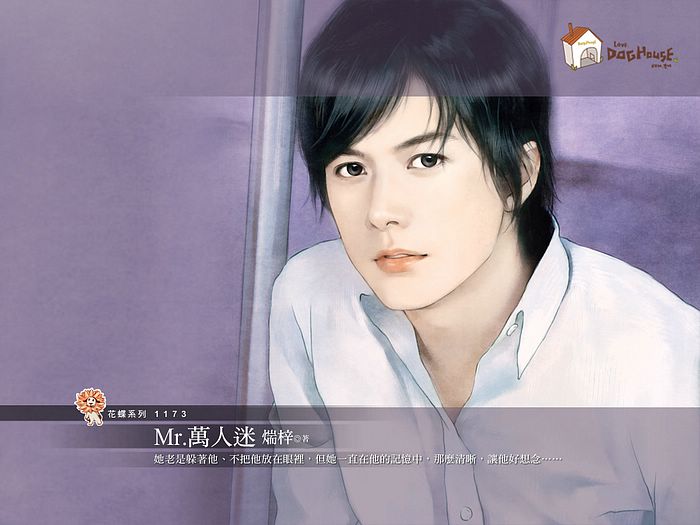 Love
DOGHOUSE
花蝶系列 1173
Mr.萬人迷 煓梓◎著
她老是躲著他、不把他放在眼裡，但她一直在他的記憶中，那麼清晰，讓他好想念……